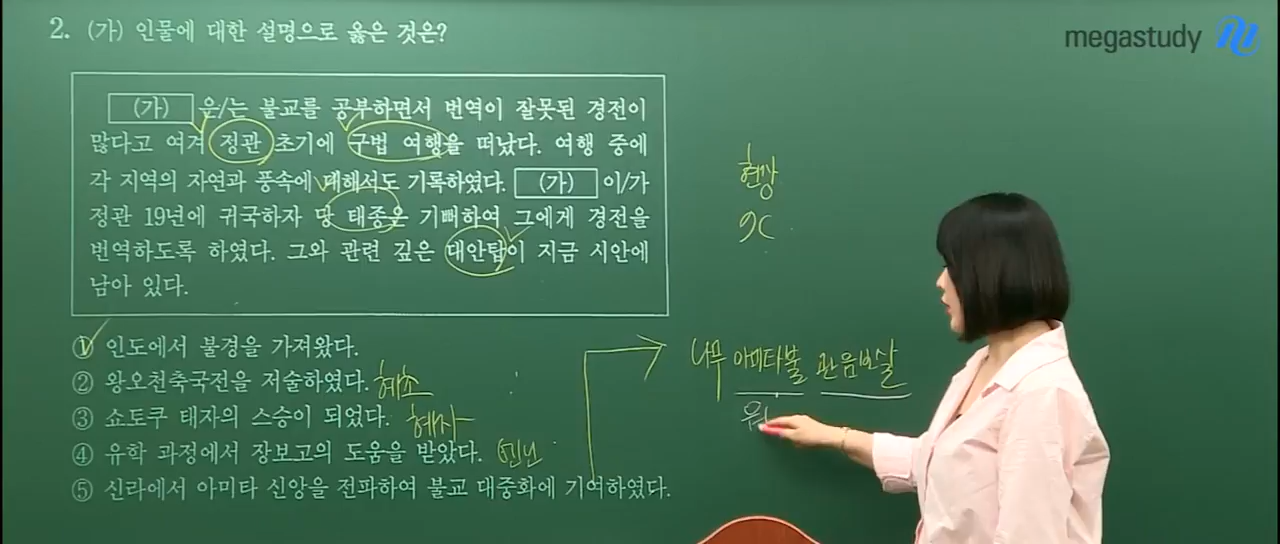 2. (가) 인물에 대한 설명으로 옳은 것은?
megastudy
(가) 은/는 불교를 공부하면서 번역이 잘못된 경전이
많다고 여겨 정관 초기에 구법 여행을 떠났다. 여행 중에
각 지역의 자연과 풍속에 대해서도 기록하였다. (가) 이/가
정관 19년에 귀국하자 당 태종은 기뻐하여 그에게 경전을
번역하도록 하였다. 그와 관련 깊은 대안탑이 지금 시안에
남아 있다.
① 인도에서 불경을 가져왔다.
② 왕오천축국전을 저술하였다. 혜초
③ 쇼토쿠 태자의 스승이 되었다. 혜자
④ 유학 과정에서 장보고의 도움을 받았다. 엔닌
⑤ 신라에서 아미타 신앙을 전파하여 불교 대중화에 기여하였다.
현장
나무 아미타불 관음보살